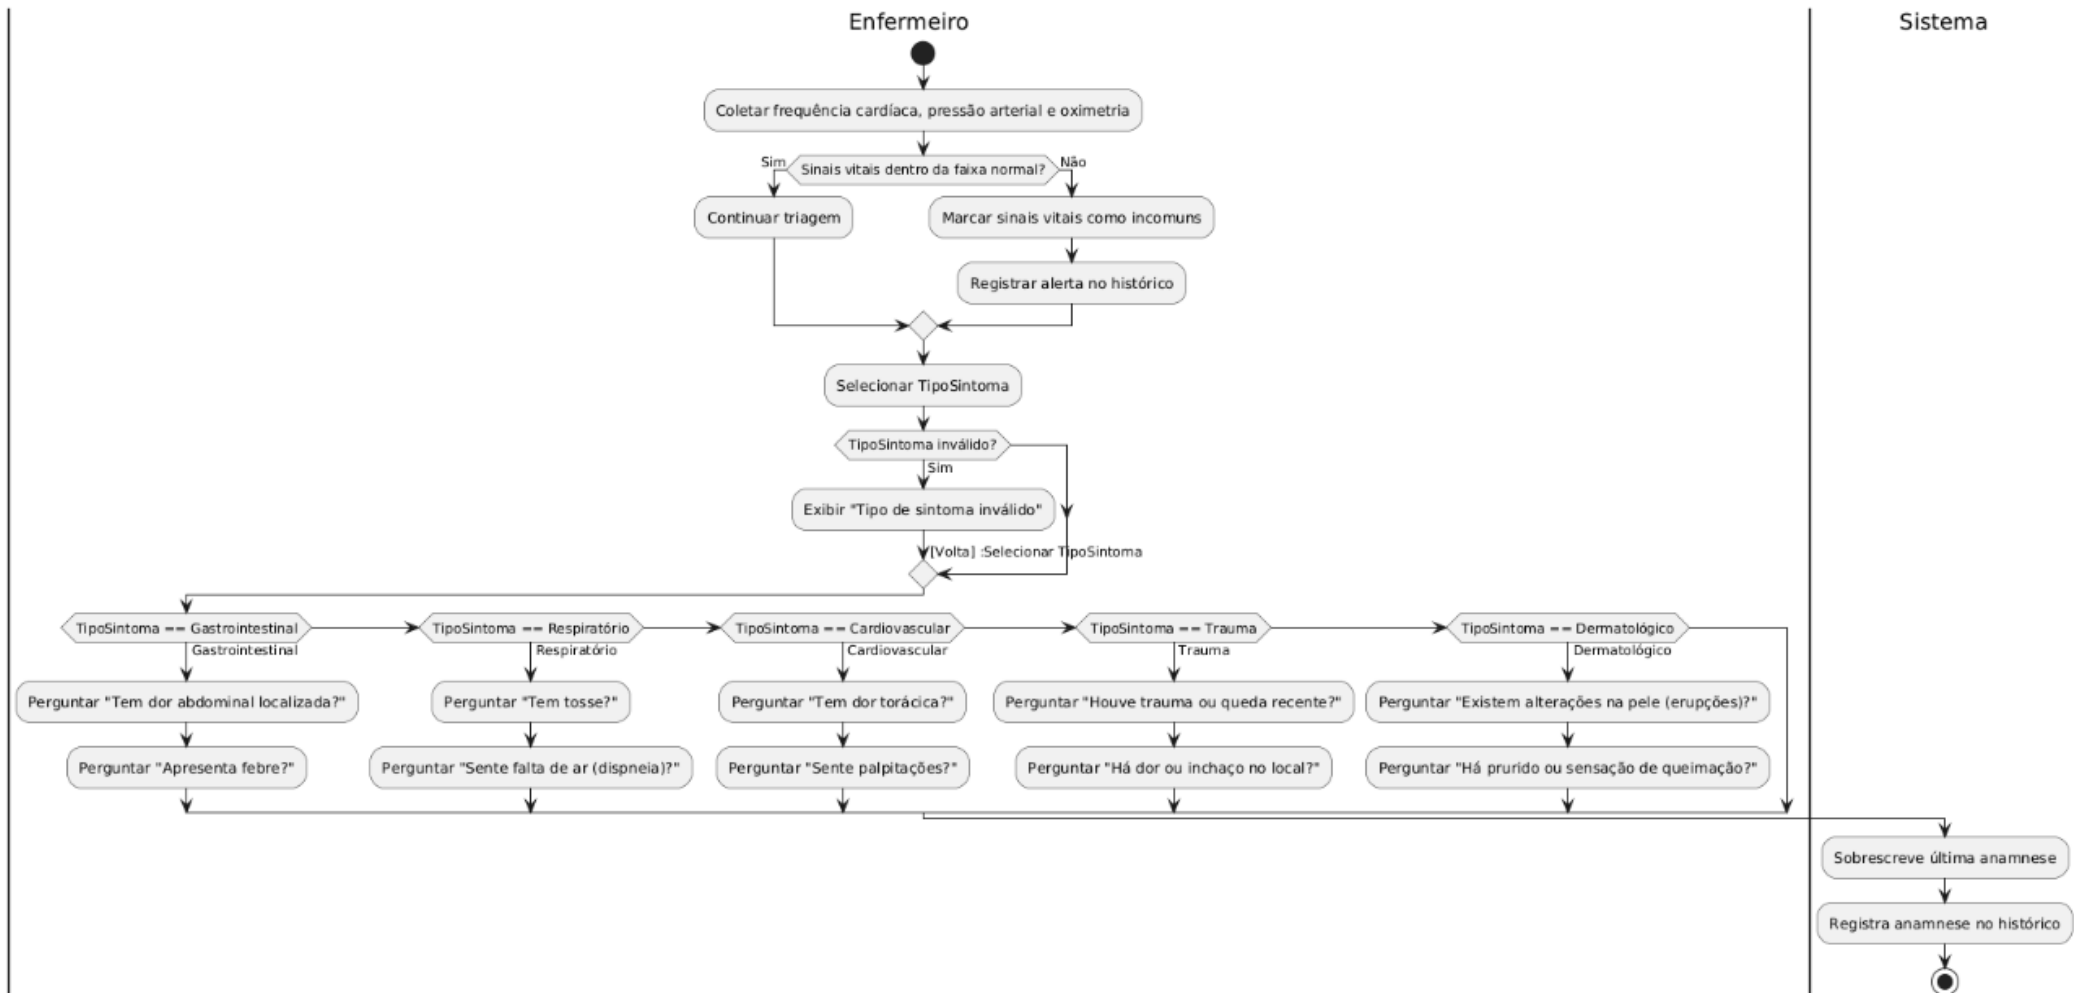 Enfermeiro
Sistema
Coletar frequência cardíaca, pressão arterial e oximetria
Sim
Sinais vitais dentro da faixa normal?
Não
Continuar triagem
Marcar sinais vitais como incomuns
Registrar alerta no histórico
Selecionar TipoSintoma
TipoSintoma inválido?
Sim
Exibir "Tipo de sintoma inválido"
[Volta] :Selecionar TipoSintoma
TipoSintoma == Gastrointestinal
TipoSintoma == Respiratório
TipoSintoma == Cardiovascular
TipoSintoma == Trauma
TipoSintoma == Dermatológico
Gastrointestinal
Respiratório
Cardiovascular
Trauma
Dermatológico
Perguntar "Tem dor abdominal localizada?"
Perguntar "Tem tosse?"
Perguntar "Tem dor torácica?"
Perguntar "Houve trauma ou queda recente?"
Perguntar "Existem alterações na pele (erupções)?"
Perguntar "Apresenta febre?"
Perguntar "Sente falta de ar (dispneia)?"
Perguntar "Sente palpitações?"
Perguntar "Há dor ou inchaço no local?"
Perguntar "Há prurido ou sensação de queimação?"
Sobrescreve última anamnese
Registra anamnese no histórico